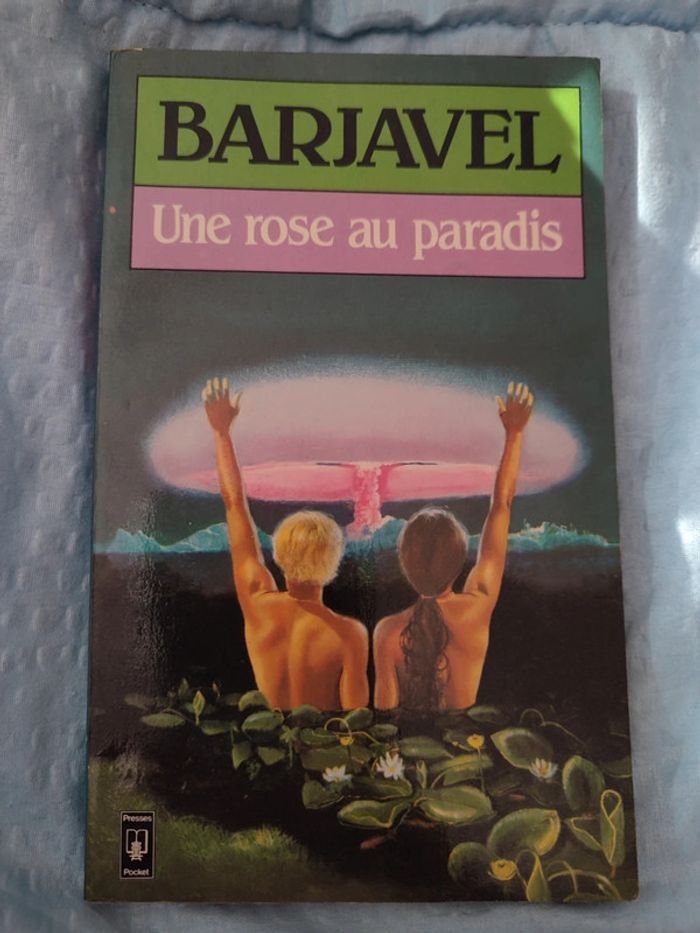 BARJAVEL
Une rose au paradis
Presses
Pocket